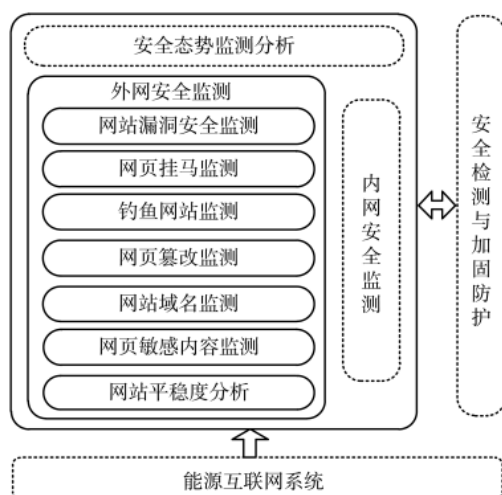 安全态势监测分析
外网安全监测
网站漏洞安全监测
网页挂马监测
钓鱼网站监测
网页篡改监测
网站域名监测
网页敏感内容监测
网站平稳度分析
内网安全监测
安全检测与加固防护
能源互联网系统